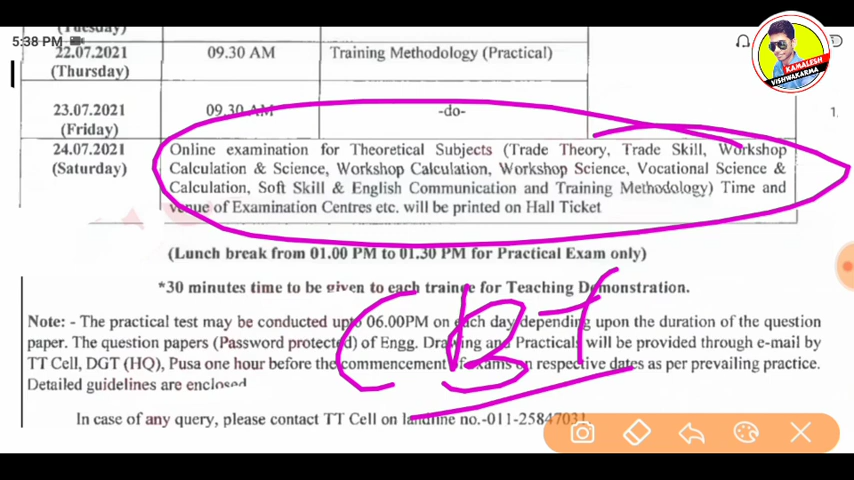 5:38 PM
22.07.2021 09.30 AM Training Methodology (Practical)
(Thursday)
23.07.2021 09.30 AM -do-
(Friday)
24.07.2021 Online examination for Theoretical Subjects (Trade Theory, Trade Skill, Workshop
(Saturday) Calculation & Science, Workshop Calculation, Workshop Science, Vocational Science &
Calculation, Soft Skill & English Communication and Training Methodology) Time and
venue of Examination Centres etc. will be printed on Hall Ticket
(Lunch break from 01.00 PM to 01.30 PM for Practical Exam only)
*30 minutes time to be given to each trainee for Teaching Demonstration.
Note: - The practical test may be conducted upto 06.00PM on each day depending upon the duration of the question
paper. The question papers (Password protected) of Engg. Drawing and Practicals will be provided through e-mail by
TT Cell, DGT (HQ), Pusa one hour before the commencement of exams on respective dates as per prevailing practice.
Detailed guidelines are enclosed
In case of any query, please contact TT Cell on landline no.-011-25847031
CBT
KAMALESH
VISHWAKARMA
1.